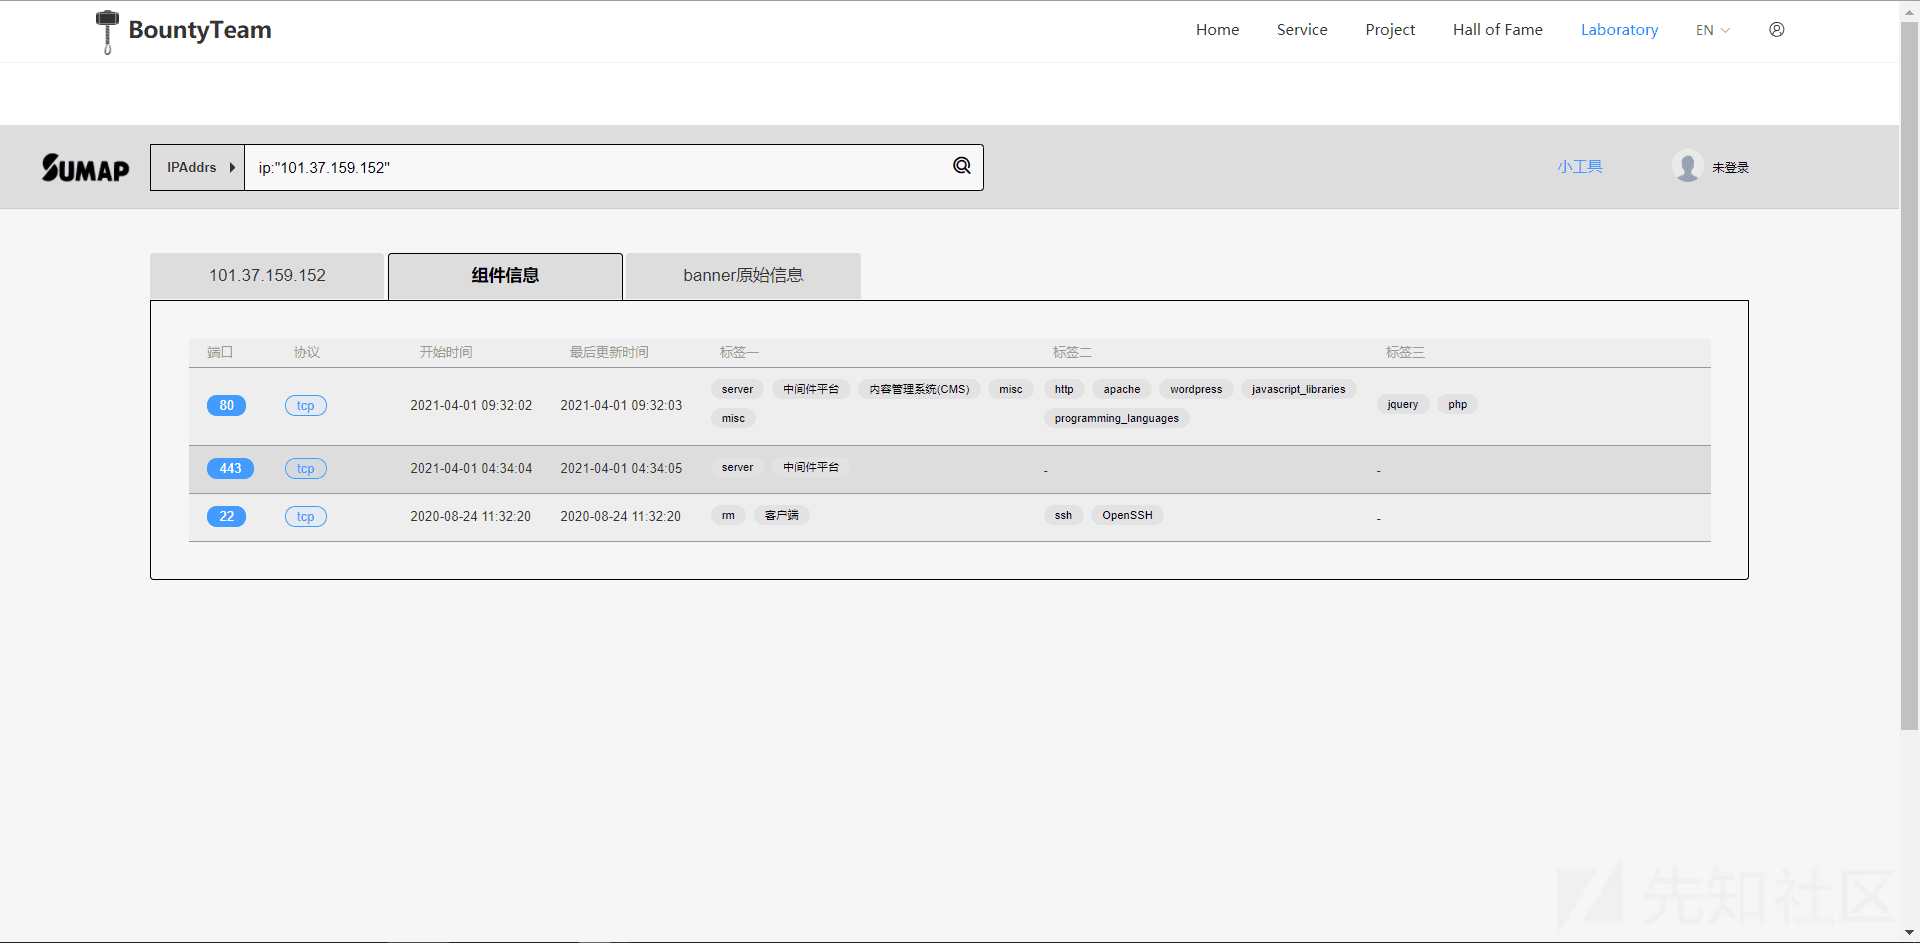 BountyTeam
Home Service Project Hall of Fame Laboratory EN
SUMAP IPAddrs ip:"101.37.159.152" 小工具 未登录
101.37.159.152 组件信息 banner原始信息
端口 协议 开始时间 最后更新时间 标签一 标签二 标签三
80 tcp 2021-04-01 09:32:02 2021-04-01 09:32:03 server 中间件平台 内容管理系统(CMS) misc http apache wordpress javascript_libraries jquery php
misc programming_languages
443 tcp 2021-04-01 04:34:04 2021-04-01 04:34:05 server 中间件平台 - -
22 tcp 2020-08-24 11:32:20 2020-08-24 11:32:20 rm 客户端 ssh OpenSSH -
先知社区